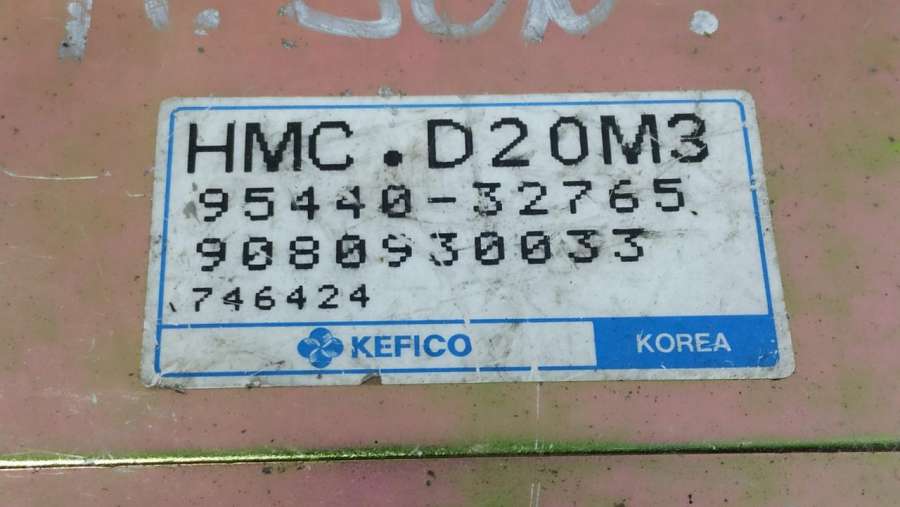 HMC.D20M3
95440-32765
9080930033
746424
KEFICO KOREA